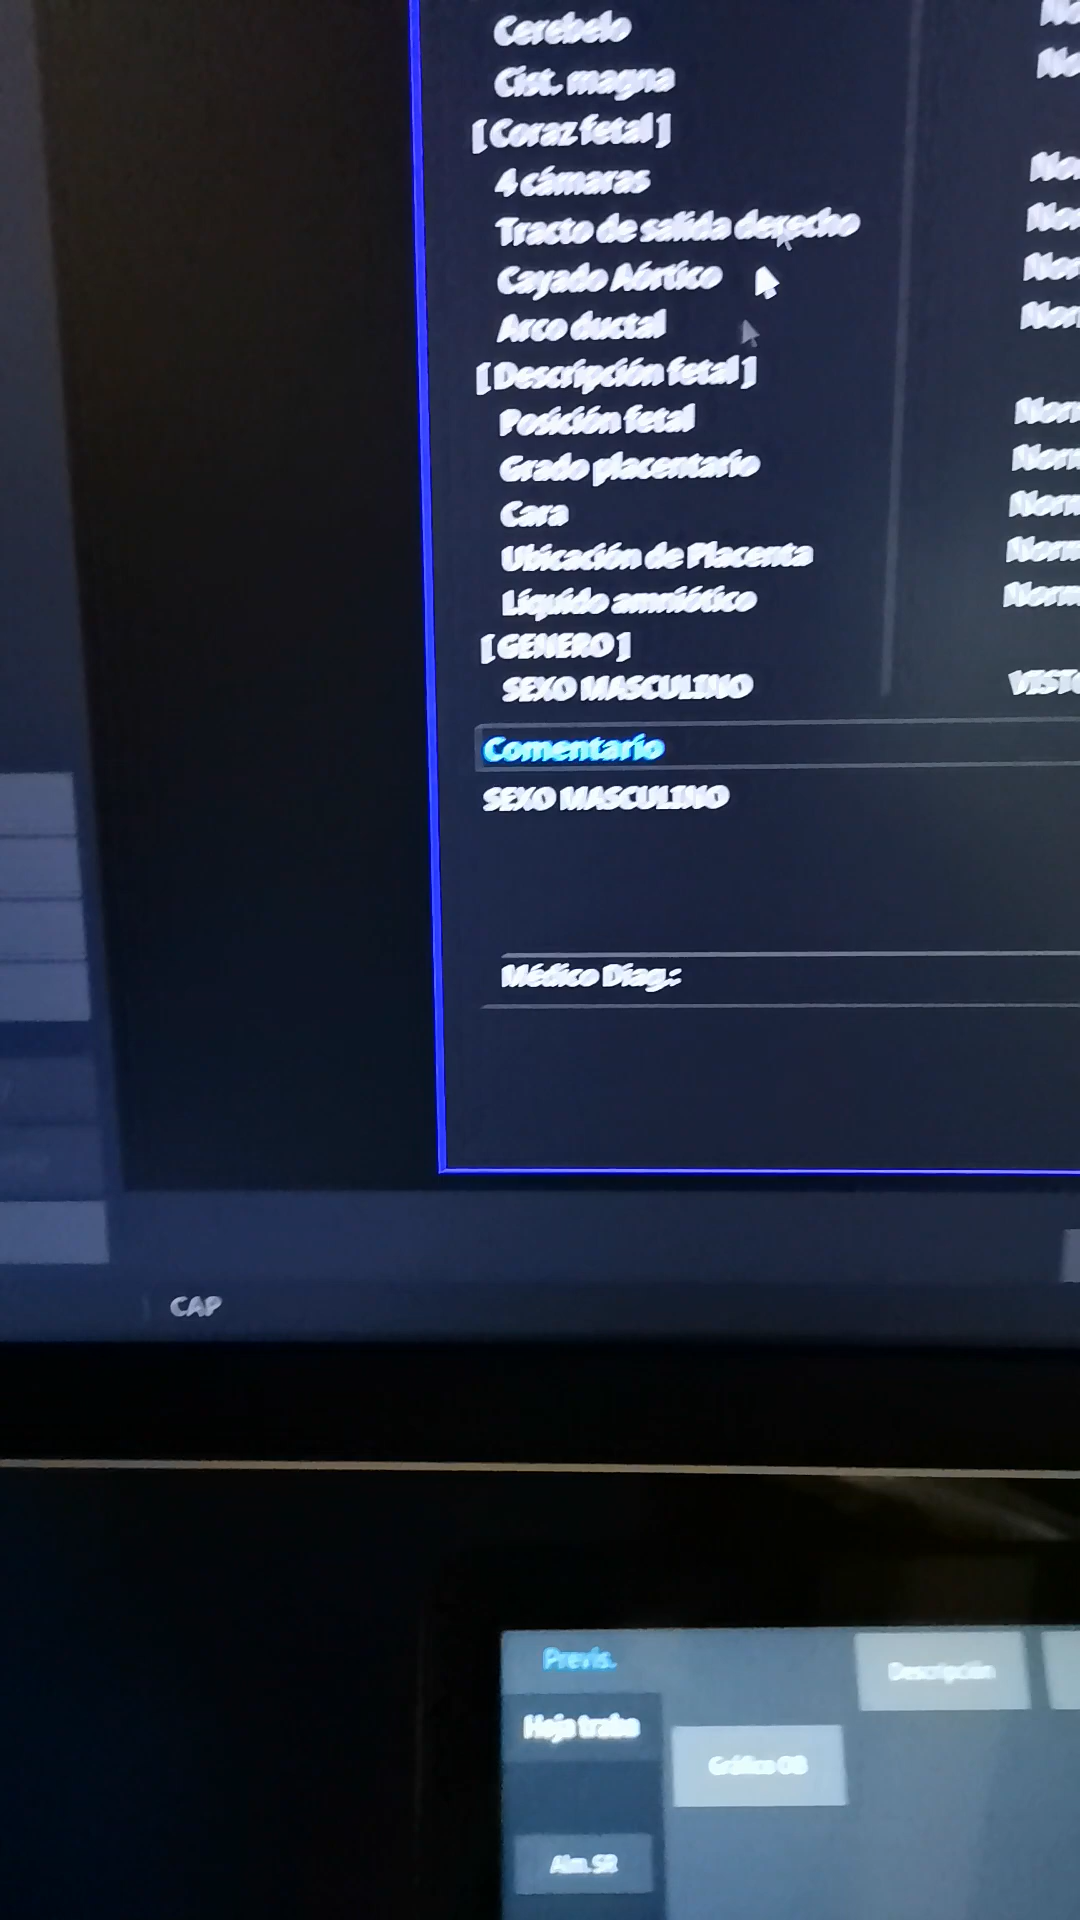 Cerebelo
Cist. magna
[ Coraz fetal ]
4 cámaras
Tracto de salida derecho
Cayado Aórtico
Arco ductal
[ Descripción fetal ]
Posición fetal
Grado placentario
Cara
Ubicación de Placenta
Líquido amniótico
[ GENERO ]
SEXO MASCULINO
Comentario
SEXO MASCULINO
Médico Diag.:
CAP
Previs.
Descripción
Hoja traba
Gráfico OB
Alm. SR